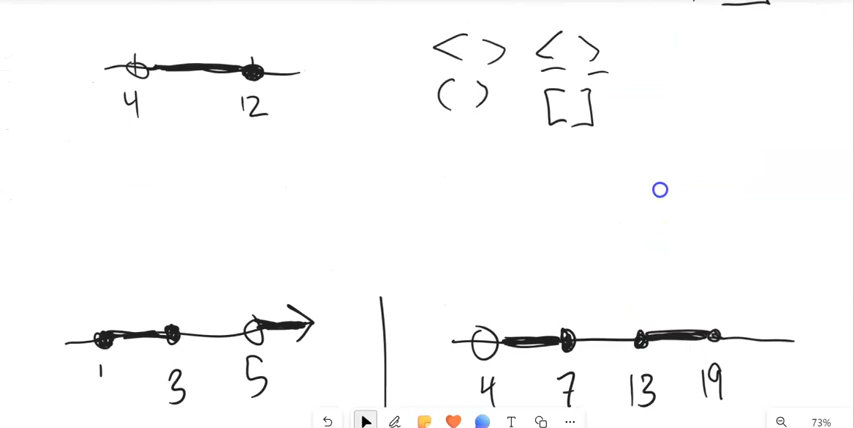 < > ≤ ≥
( ) [ ]
4 12
1 3 5
4 7 13 19
T ... 73%